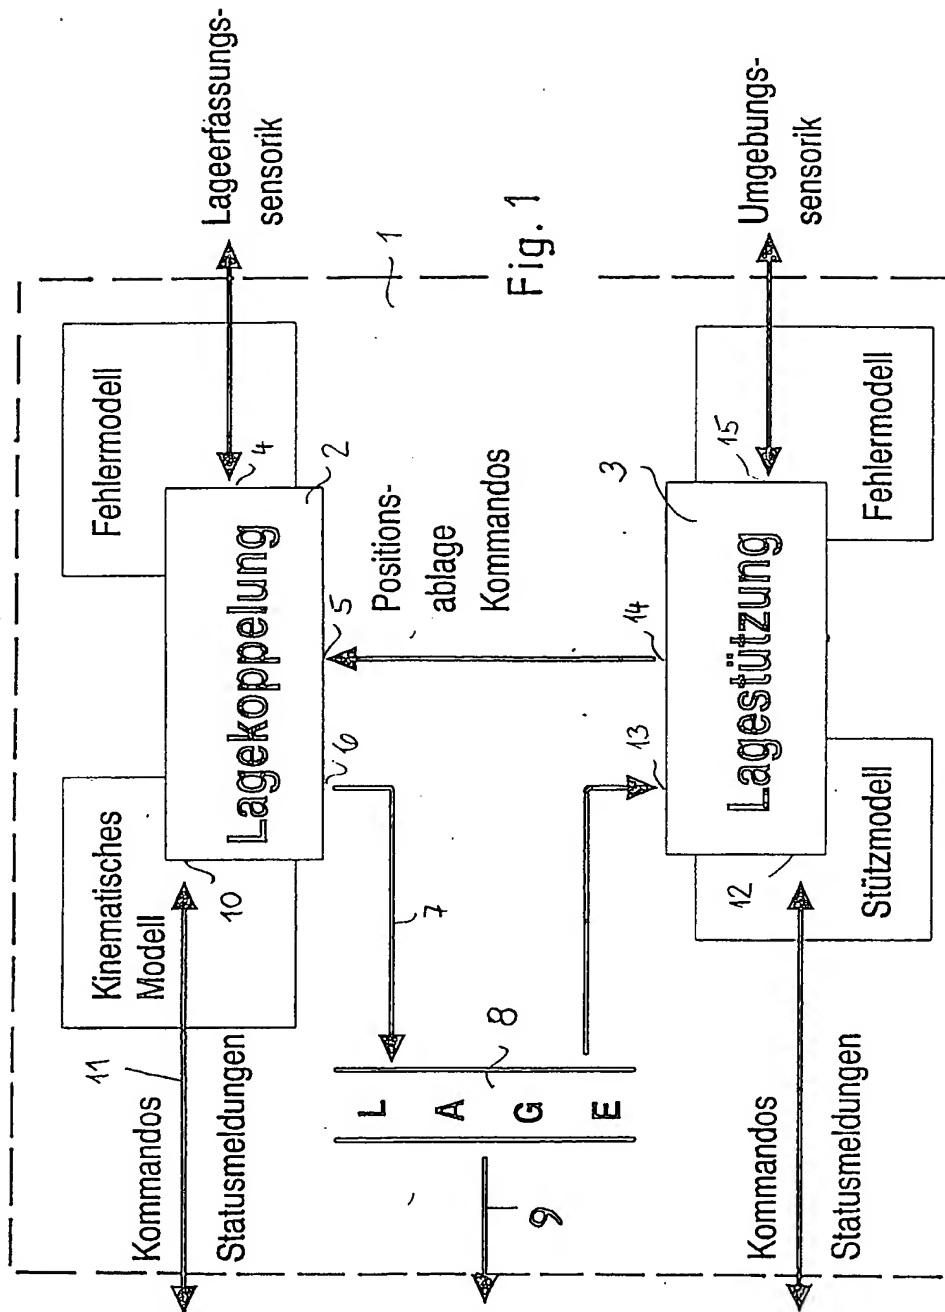 Kommandos
Statusmeldungen
11
Kinematisches
Modell
10
Lagekoppelung
2
Fehlermodell
4
Lageerfassungs-
sensorik
1
6
5
7
L A G E
8
9
Positions-
ablage
Kommandos
Fig. 1
13
14
Kommandos
Statusmeldungen
12
Stützmodell
Lagestützung
3
15
Fehlermodell
Umgebungs-
sensorik